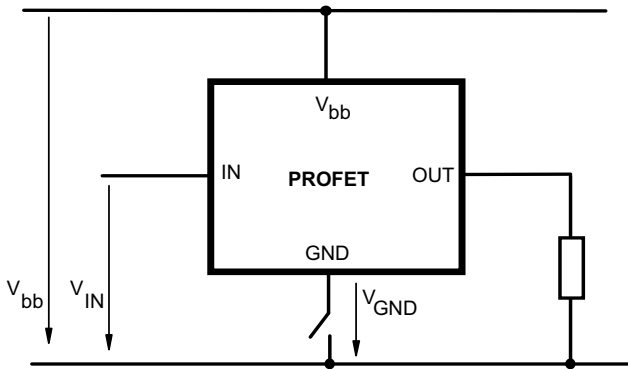 Vbb
IN
PROFET
OUT
GND
Vbb
VIN
VGND